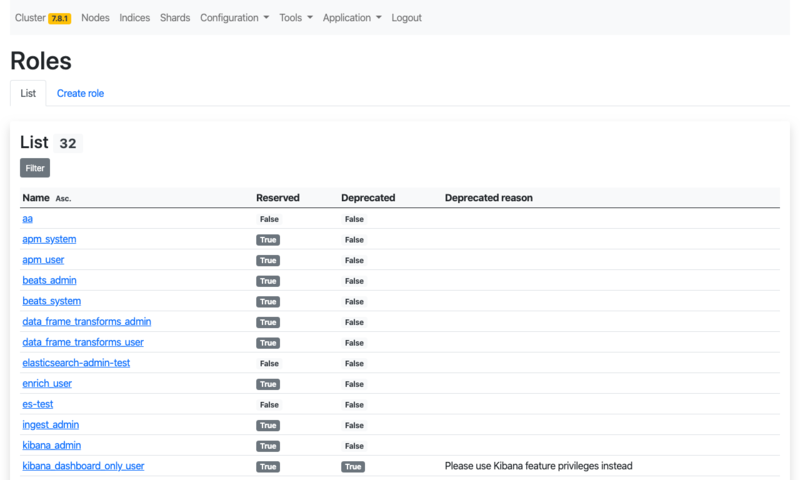 Cluster 7.8.1 Nodes Indices Shards Configuration Tools Application Logout
Roles
List Create role
List 32
Filter
Name Asc. Reserved Deprecated Deprecated reason
aa False False
apm_system True False
apm_user True False
beats_admin True False
beats_system True False
data_frame_transforms_admin True False
data_frame_transforms_user True False
elasticsearch-admin-test False False
enrich_user True False
es-test False False
ingest_admin True False
kibana_admin True False
kibana_dashboard_only_user True True Please use Kibana feature privileges instead